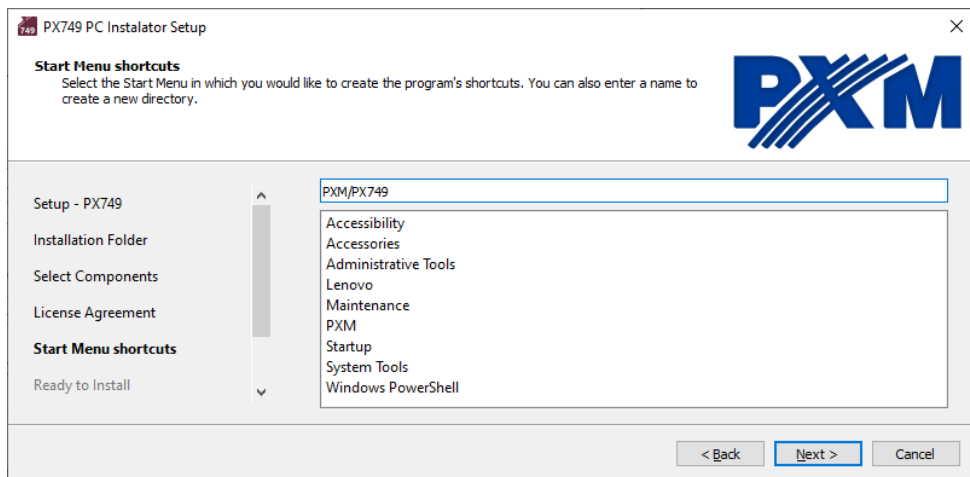 749 PX749 PC Instalator Setup
Start Menu shortcuts
Select the Start Menu in which you would like to create the program's shortcuts. You can also enter a name to
create a new directory.
PXM
Setup - PX749
Installation Folder
Select Components
License Agreement
Start Menu shortcuts
Ready to Install
PXM/PX749
Accessibility
Accessories
Administrative Tools
Lenovo
Maintenance
PXM
Startup
System Tools
Windows PowerShell
< Back
Next >
Cancel